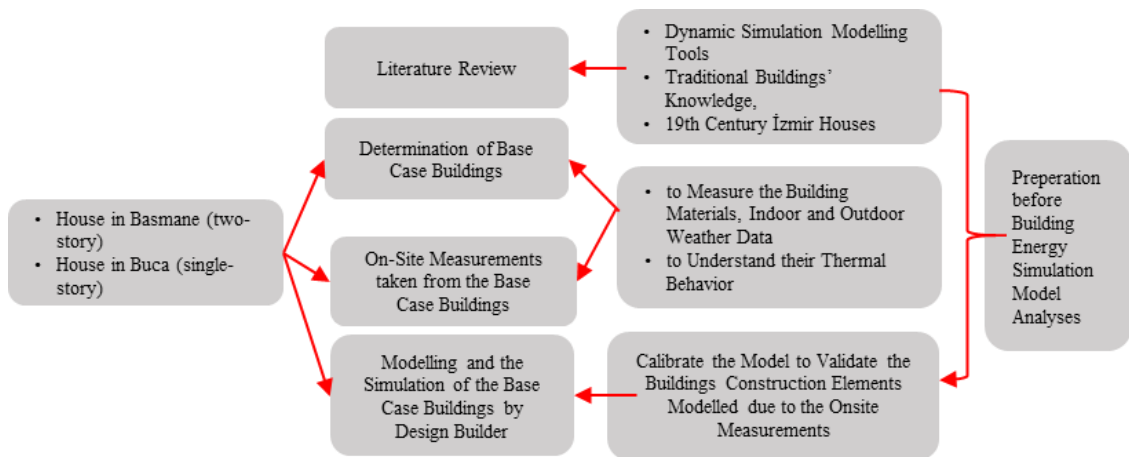 • House in Basmane (two-
story)
• House in Buca (single-
story)
Literature Review
Determination of Base
Case Buildings
On-Site Measurements
taken from the Base
Case Buildings
Modelling and the
Simulation of the Base
Case Buildings by
Design Builder
• Dynamic Simulation Modelling
Tools
• Traditional Buildings’
Knowledge,
• 19th Century İzmir Houses
• to Measure the Building
Materials, Indoor and Outdoor
Weather Data
• to Understand their Thermal
Behavior
Calibrate the Model to Validate the
Buildings Construction Elements
Modelled due to the Onsite
Measurements
Preperation
before
Building
Energy
Simulation
Model
Analyses